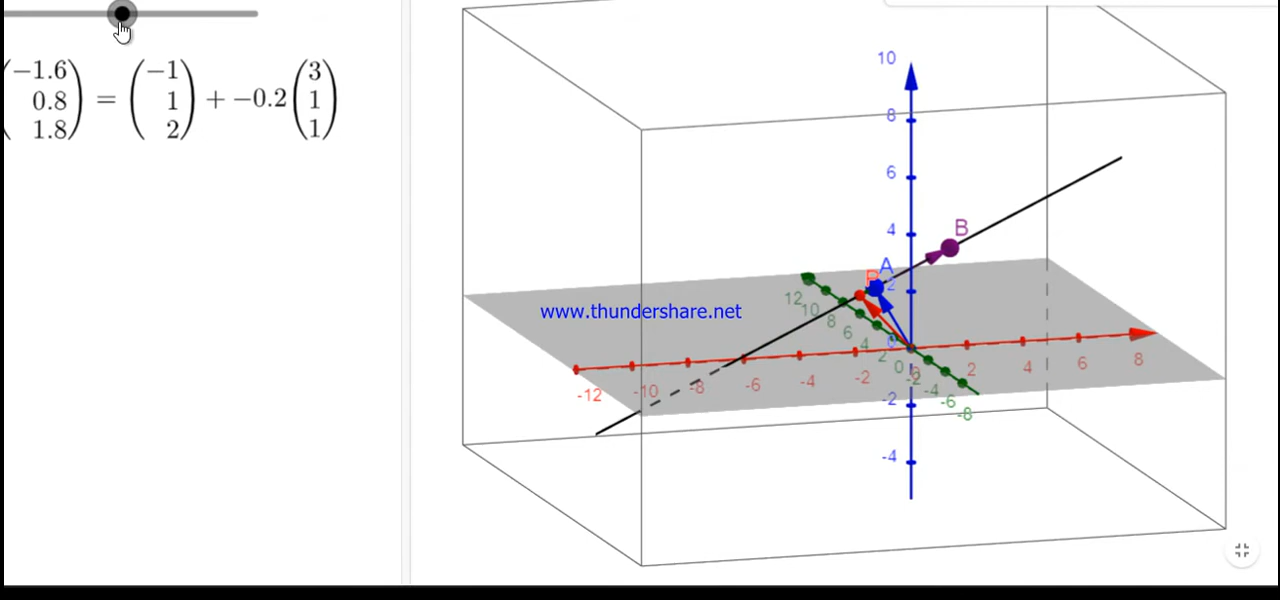 (−1.6 0.8 1.8) = (−1 1 2) + −0.2 (3 1 1)
10
8
6
4
2
0
-2
-4
B
A
www.thundershare.net
12 10 8 6 4 2 0 -2 -4 -6 -8
-12 -10 -8 -6 -4 -2 2 4 6 8